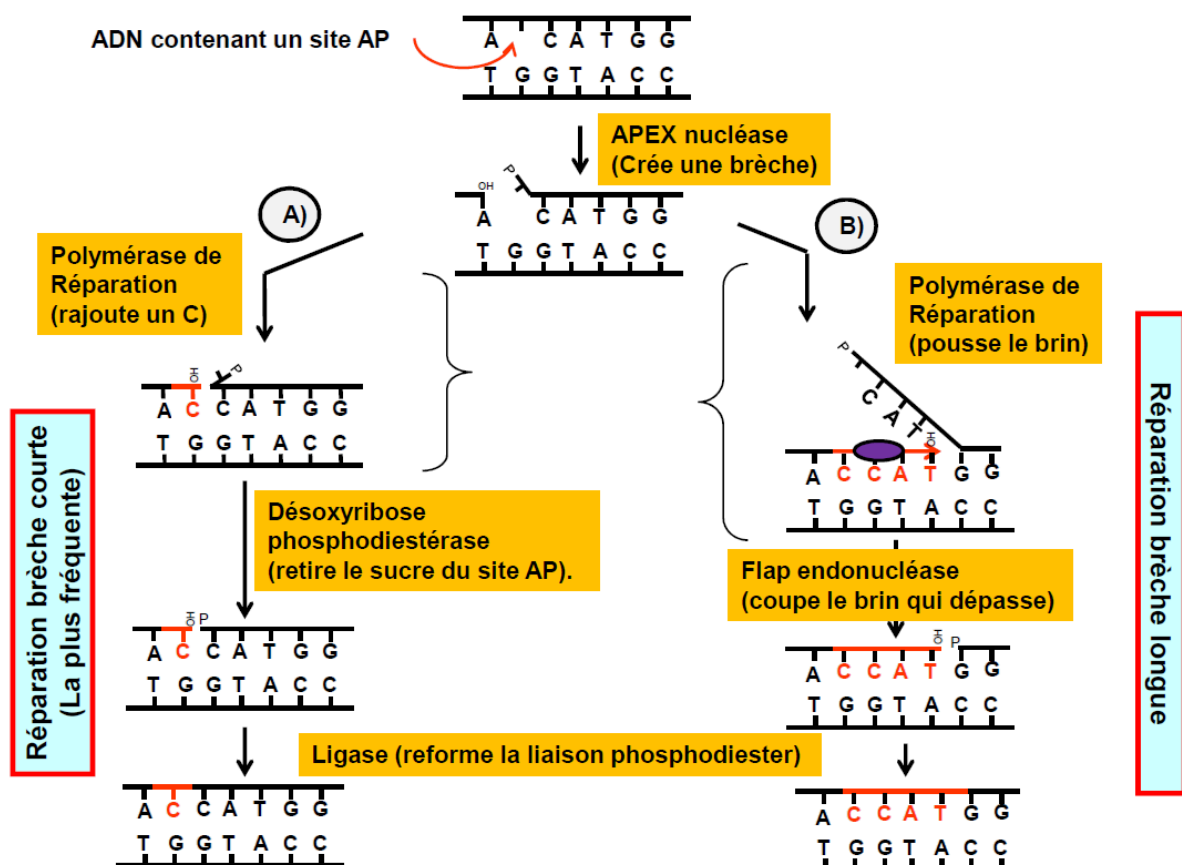 ADN contenant un site AP
A C A T G G
T G G T A C C
APEX nucléase
(Crée une brèche)
OH
P
A C A T G G
T G G T A C C
A)
B)
Polymérase de
Réparation
(rajoute un C)
Polymérase de
Réparation
(pousse le brin)
OH
P
A C C A T G G
T G G T A C C
P
C A T
OH
A C C A T G G
T G G T A C C
Réparation brèche courte
(La plus fréquente)
Réparation brèche longue
Désoxyribose
phosphodiestérase
(retire le sucre du site AP).
Flap endonucléase
(coupe le brin qui dépasse)
OH P
A C C A T G G
T G G T A C C
OH P
A C C A T G G
T G G T A C C
Ligase (reforme la liaison phosphodiester)
A C C A T G G
T G G T A C C
A C C A T G G
T G G T A C C